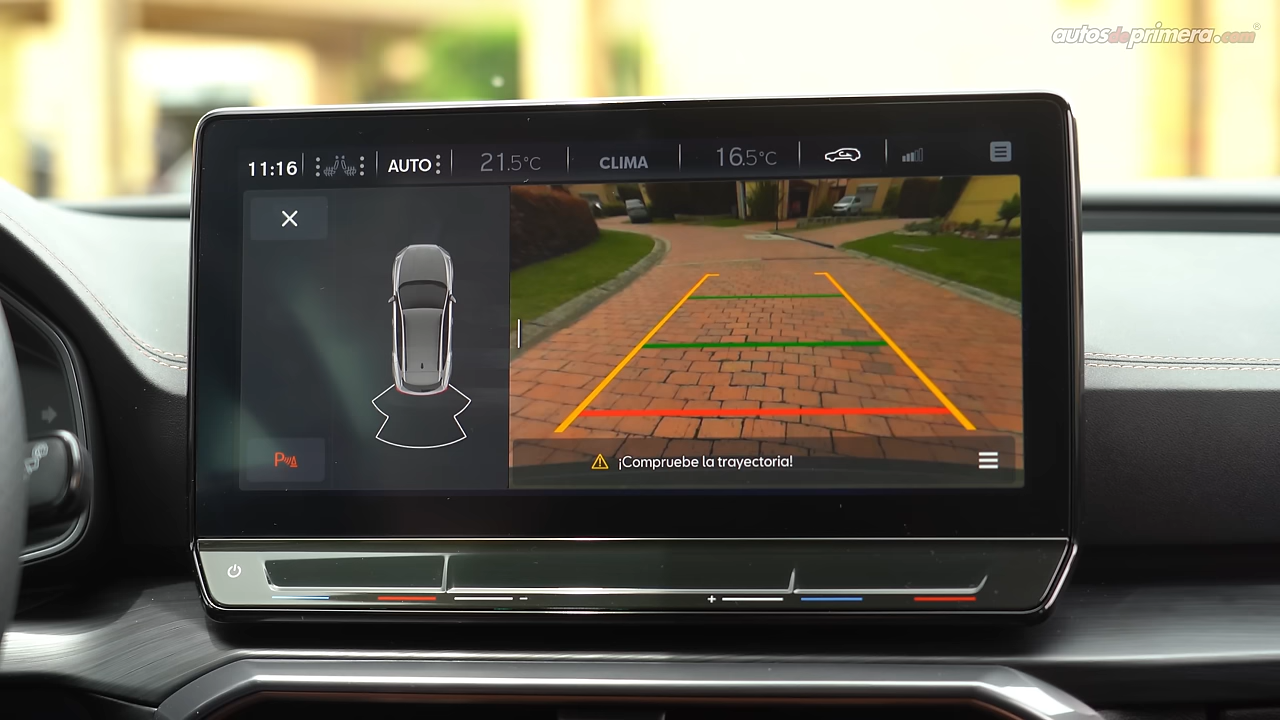 autosdeprimera.com®
11:16 AUTO 21.5°C CLIMA 16.5°C
P
¡Compruebe la trayectoria!
- +